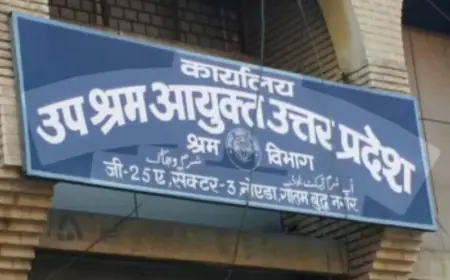 कार्यालय
उप श्रम आयुक्त उत्तर प्रदेश
श्रम विभाग
जी-25 ए, सेक्टर-3 नोएडा, गौतम बुद्ध नगर